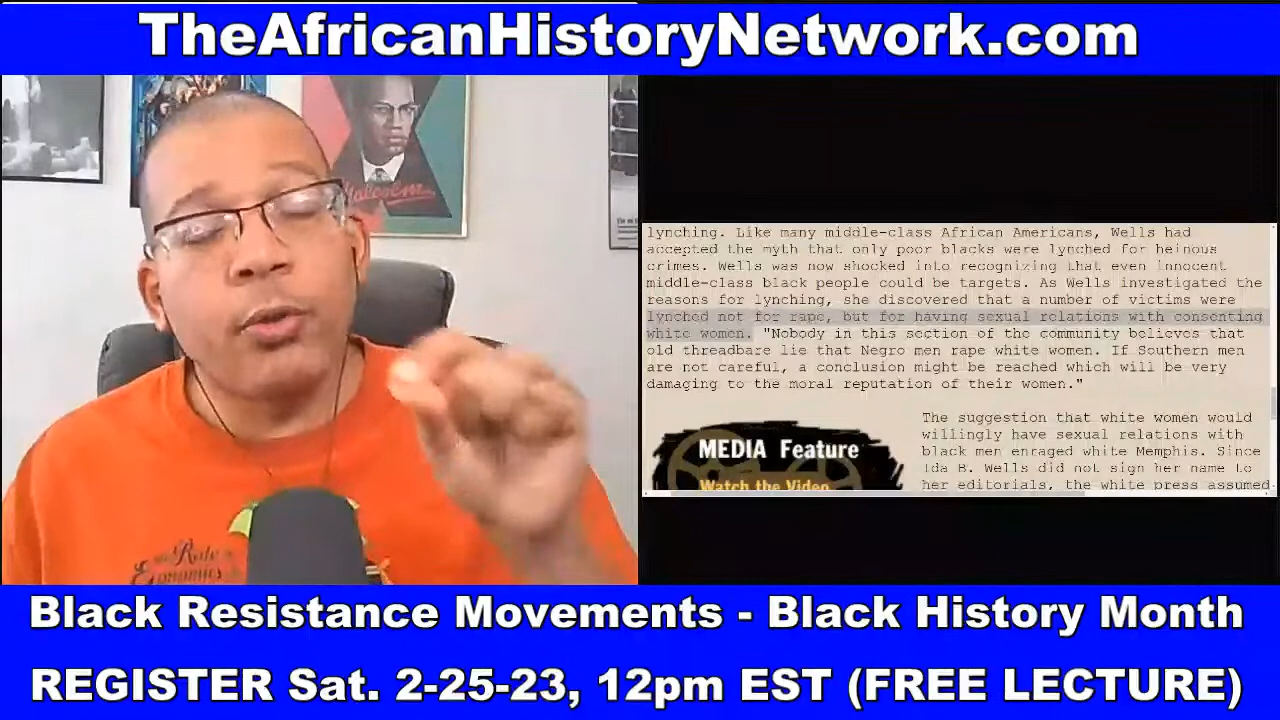 TheAfricanHistoryNetwork.com
Malcolm
lynching. Like many middle-class African Americans, Wells had
accepted the myth that only poor blacks were lynched for heinous
crimes. Wells was now shocked into recognizing that even innocent
middle-class black people could be targets. As Wells investigated the
reasons for lynching, she discovered that a number of victims were
lynched not for rape, but for having sexual relations with consenting
white women. "Nobody in this section of the community believes that
old threadbare lie that Negro men rape white women. If Southern men
are not careful, a conclusion might be reached which will be very
damaging to the moral reputation of their women."
MEDIA Feature
Watch the Video
The suggestion that white women would
willingly have sexual relations with
black men enraged white Memphis. Since
Ida B. Wells did not sign her name to
her editorials, the white press assumed
Rule
Economics
Black Resistance Movements - Black History Month
REGISTER Sat. 2-25-23, 12pm EST (FREE LECTURE)